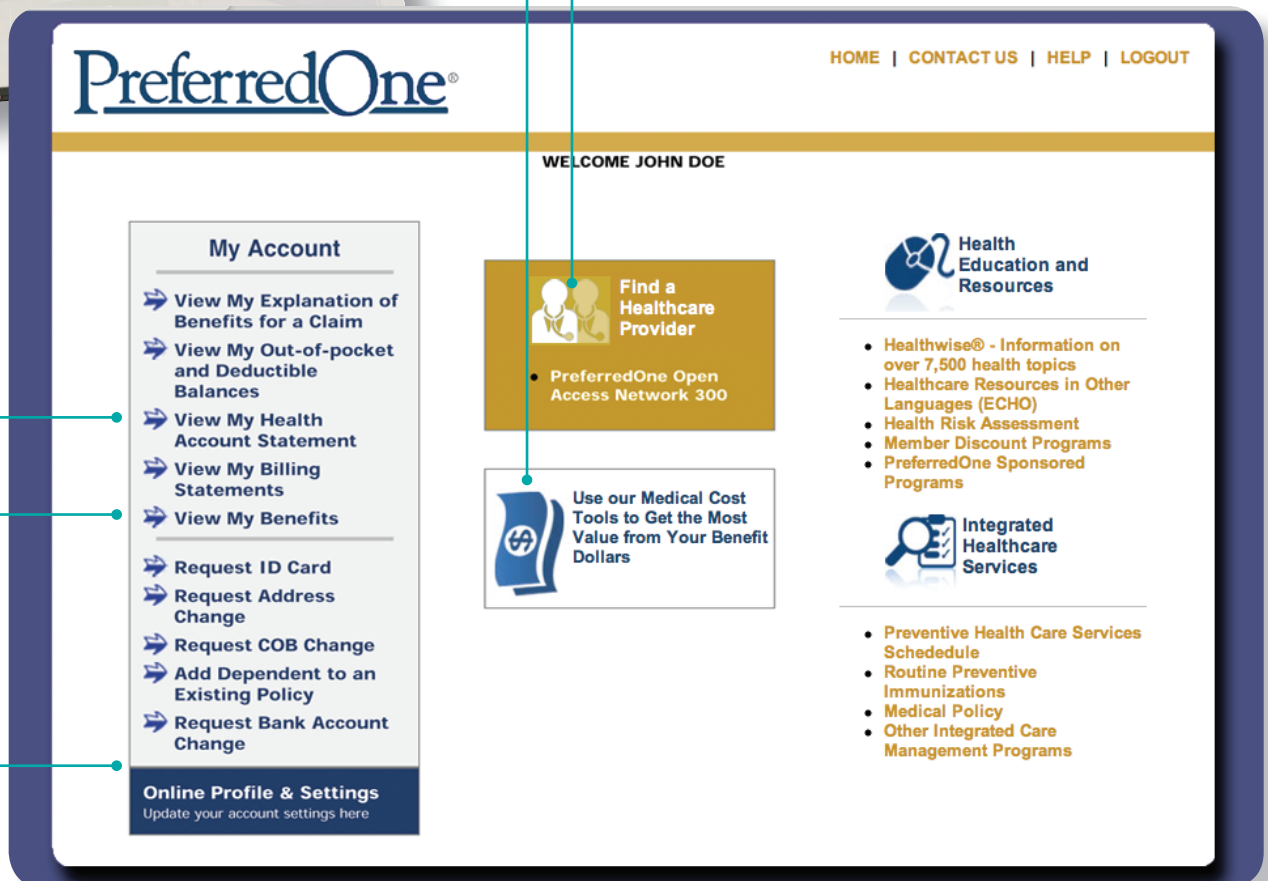 PreferredOne®
HOME | CONTACT US | HELP | LOGOUT
WELCOME JOHN DOE
My Account
View My Explanation of
Benefits for a Claim
View My Out-of-pocket
and Deductible
Balances
View My Health
Account Statement
View My Billing
Statements
View My Benefits
Request ID Card
Request Address
Change
Request COB Change
Add Dependent to an
Existing Policy
Request Bank Account
Change
Online Profile & Settings
Update your account settings here
Find a
Healthcare
Provider
• PreferredOne Open
Access Network 300
$
Use our Medical Cost
Tools to Get the Most
Value from Your Benefit
Dollars
Health
Education and
Resources
• Healthwise® - Information on
over 7,500 health topics
• Healthcare Resources in Other
Languages (ECHO)
• Health Risk Assessment
• Member Discount Programs
• PreferredOne Sponsored
Programs
Integrated
Healthcare
Services
• Preventive Health Care Services
Schededule
• Routine Preventive
Immunizations
• Medical Policy
• Other Integrated Care
Management Programs